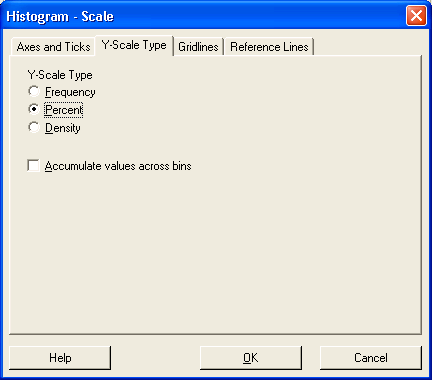 Histogram - Scale
Axes and Ticks Y-Scale Type Gridlines Reference Lines
Y-Scale Type
Frequency
Percent
Density
Accumulate values across bins
Help OK Cancel